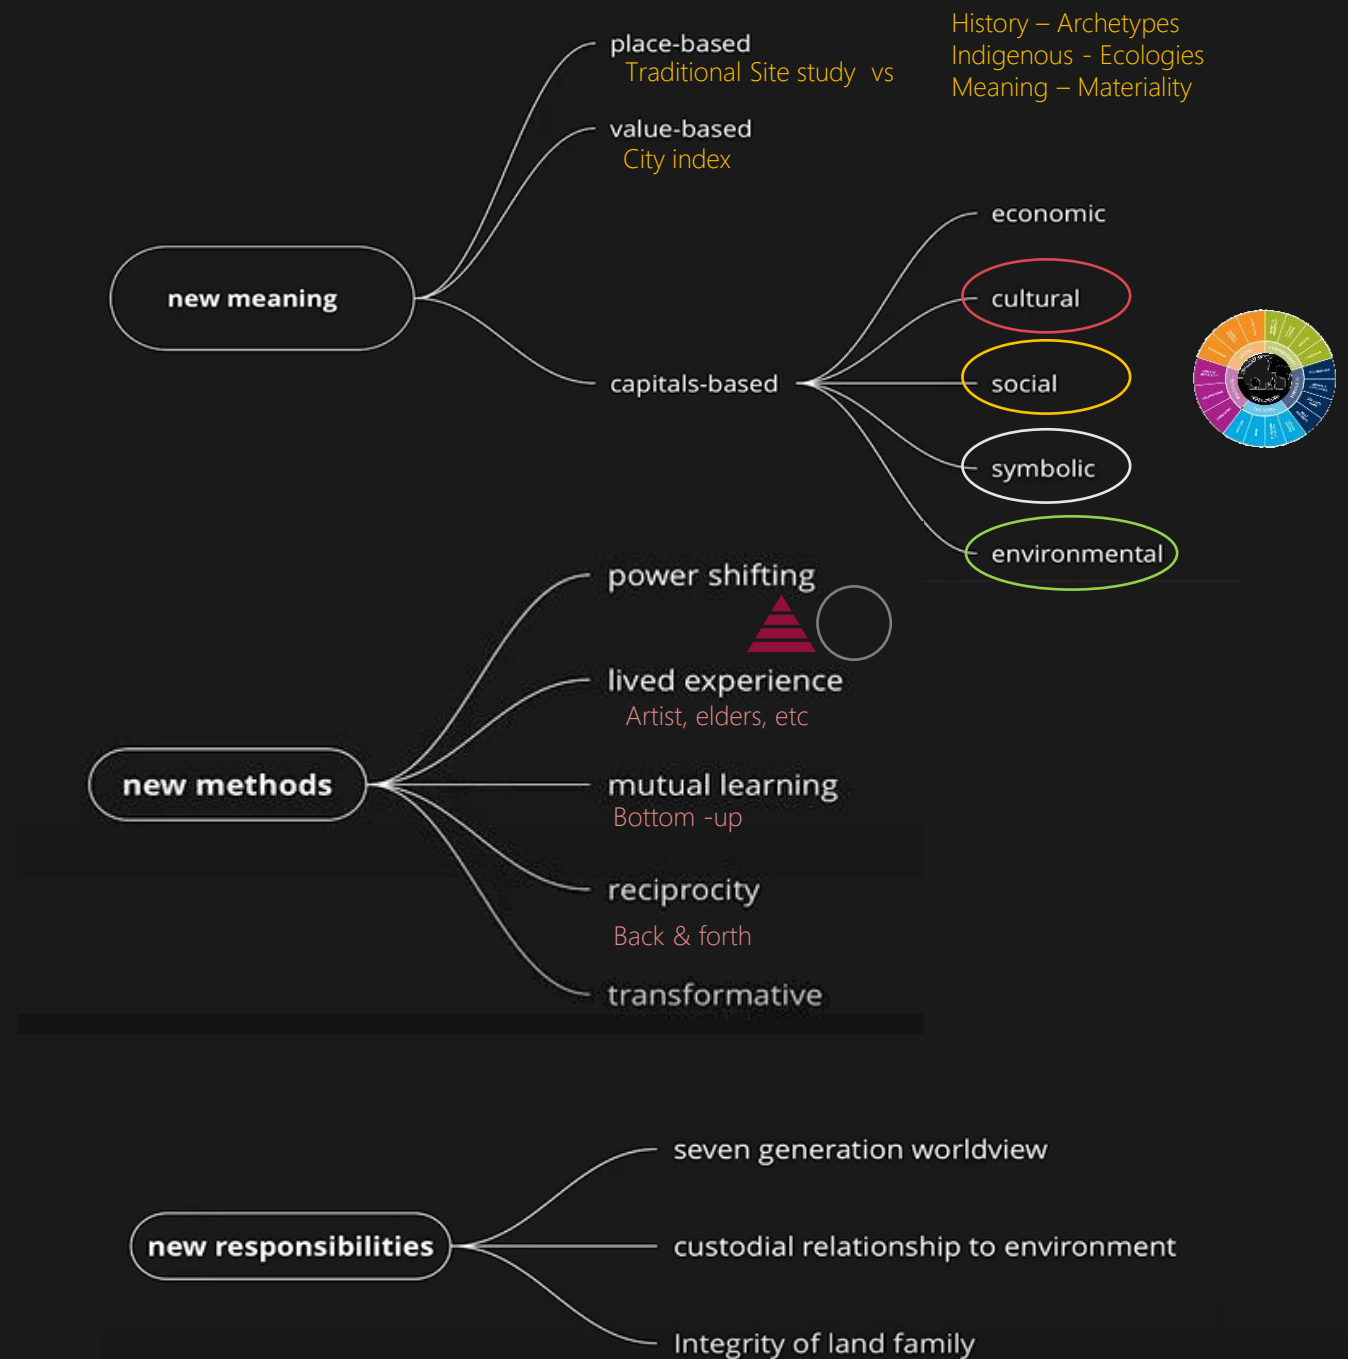 place-based
Traditional Site study vs
History – Archetypes
Indigenous - Ecologies
Meaning – Materiality
value-based
City index
new meaning
capitals-based
economic
cultural
social
symbolic
environmental
power shifting
lived experience
Artist, elders, etc
new methods
mutual learning
Bottom -up
reciprocity
Back & forth
transformative
seven generation worldview
new responsibilities
custodial relationship to environment
Integrity of land family